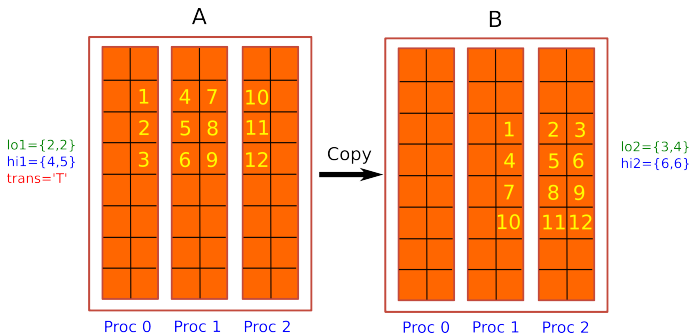 A
B
1 4 7 10
2 5 8 11
3 6 9 12
lo1={2,2}
hi1={4,5}
trans='T'
Copy
1 2 3
4 5 6
7 8 9
10 11 12
lo2={3,4}
hi2={6,6}
Proc 0 Proc 1 Proc 2
Proc 0 Proc 1 Proc 2